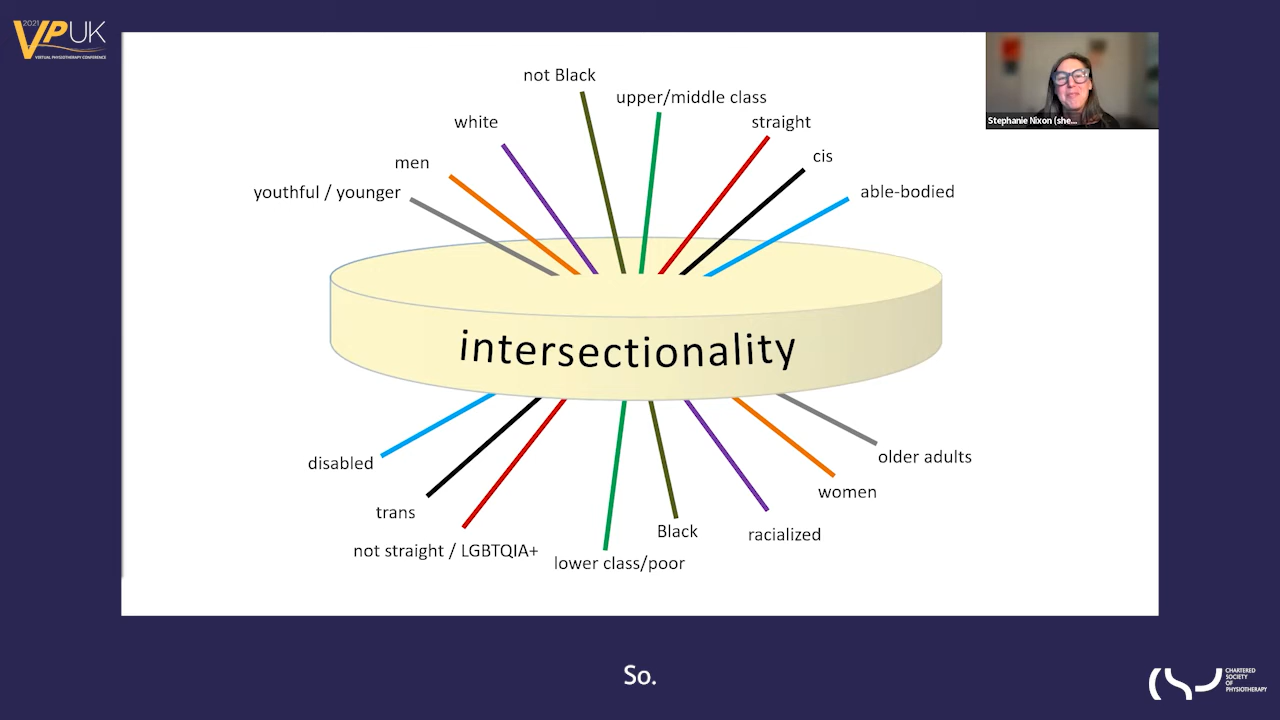 2021
VPUK
VIRTUAL PHYSIOTHERAPY CONFERENCE
not Black
upper/middle class
white
straight
men
cis
youthful / younger
able-bodied
Stephanie Nixon (she...
intersectionality
disabled
older adults
trans
women
not straight / LGBTQIA+
Black
racialized
lower class/poor
So.
CHARTERED
SOCIETY
OF
PHYSIOTHERAPY